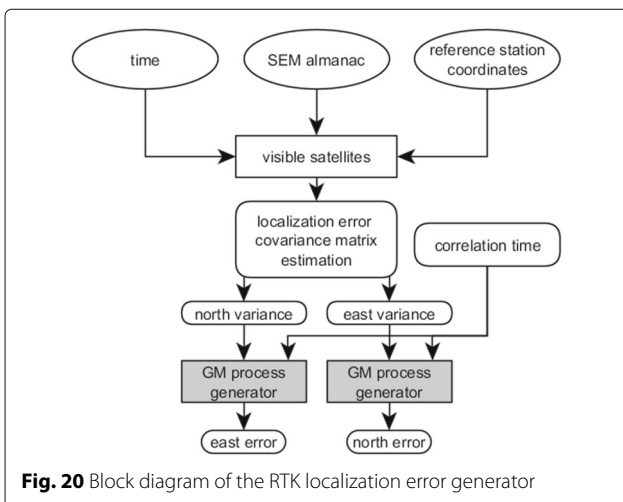 time
SEM almanac
reference station
coordinates
visible satellites
localization error
covariance matrix
estimation
correlation time
north variance
east variance
GM process
generator
GM process
generator
east error
north error
Fig. 20 Block diagram of the RTK localization error generator